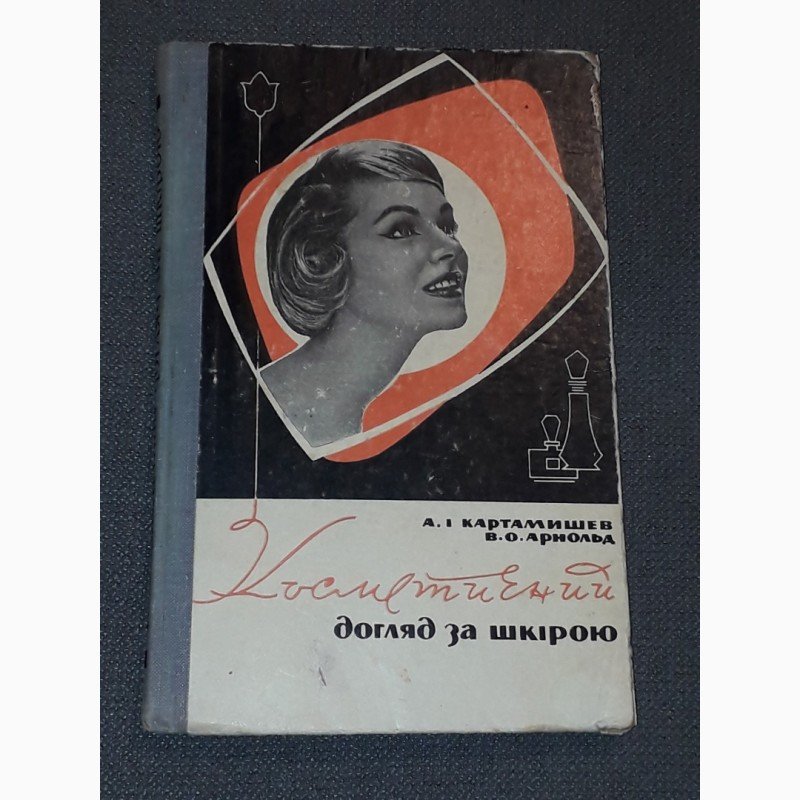 А. І КАРТАМИШЕВ
В. О. АРНОЛЬД
Косметичний
догляд за шкірою